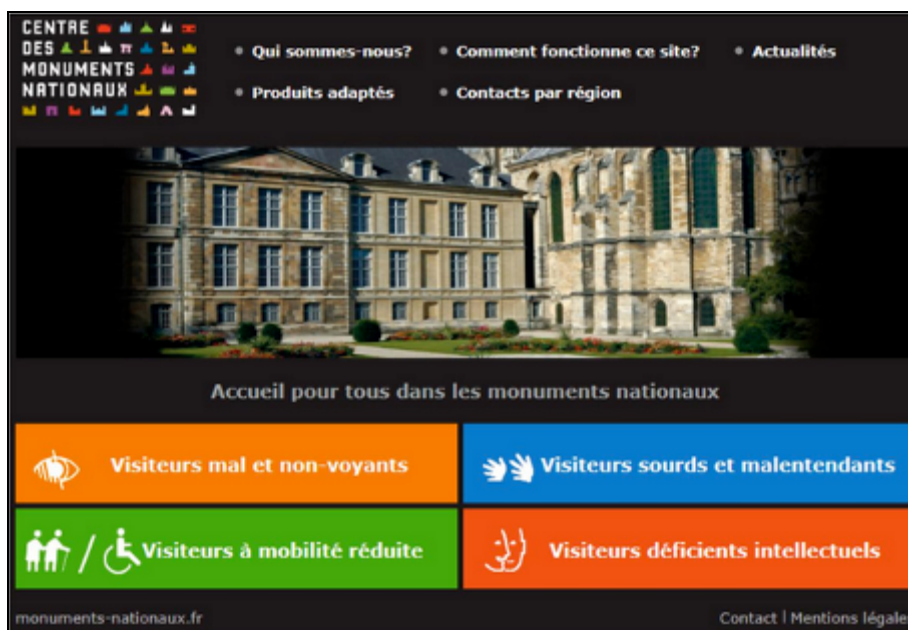 CENTRE
DES
MONUMENTS
NATIONAUX
Qui sommes-nous?
Comment fonctionne ce site?
Actualités
Produits adaptés
Contacts par région
Accueil pour tous dans les monuments nationaux
Visiteurs mal et non-voyants
Visiteurs sourds et malentendants
Visiteurs à mobilité réduite
Visiteurs déficients intellectuels
monuments-nationaux.fr
Contact | Mentions légale